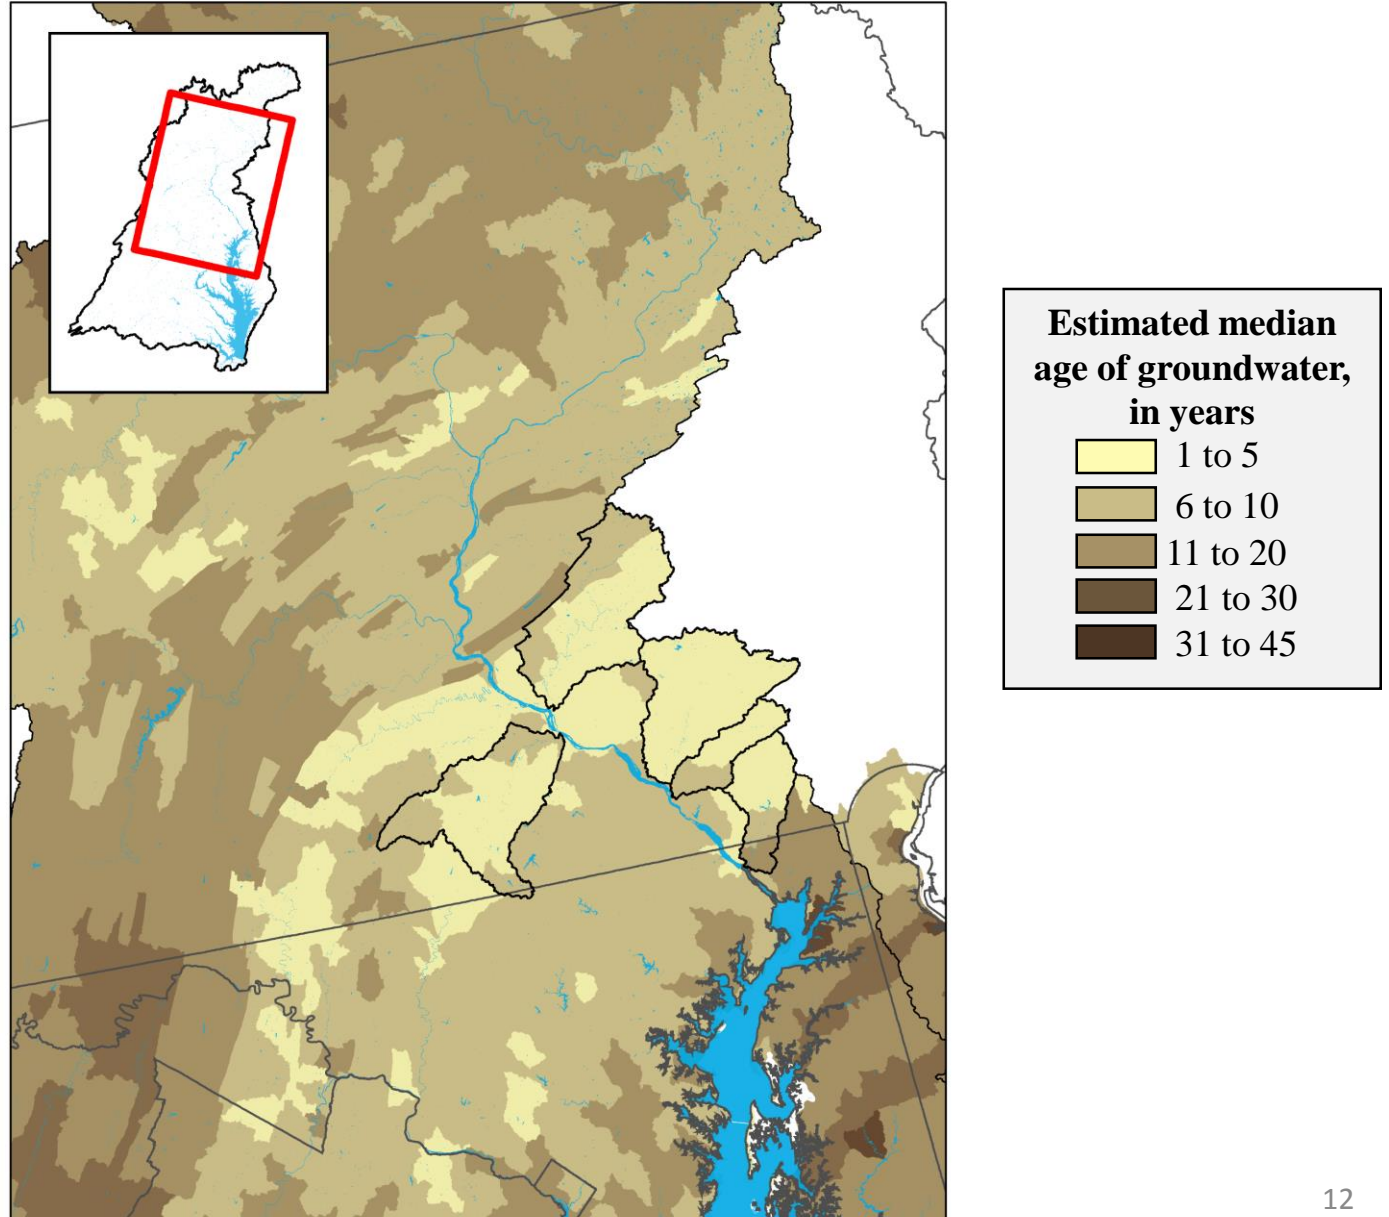 Estimated median
age of groundwater,
in years
1 to 5
6 to 10
11 to 20
21 to 30
31 to 45
12